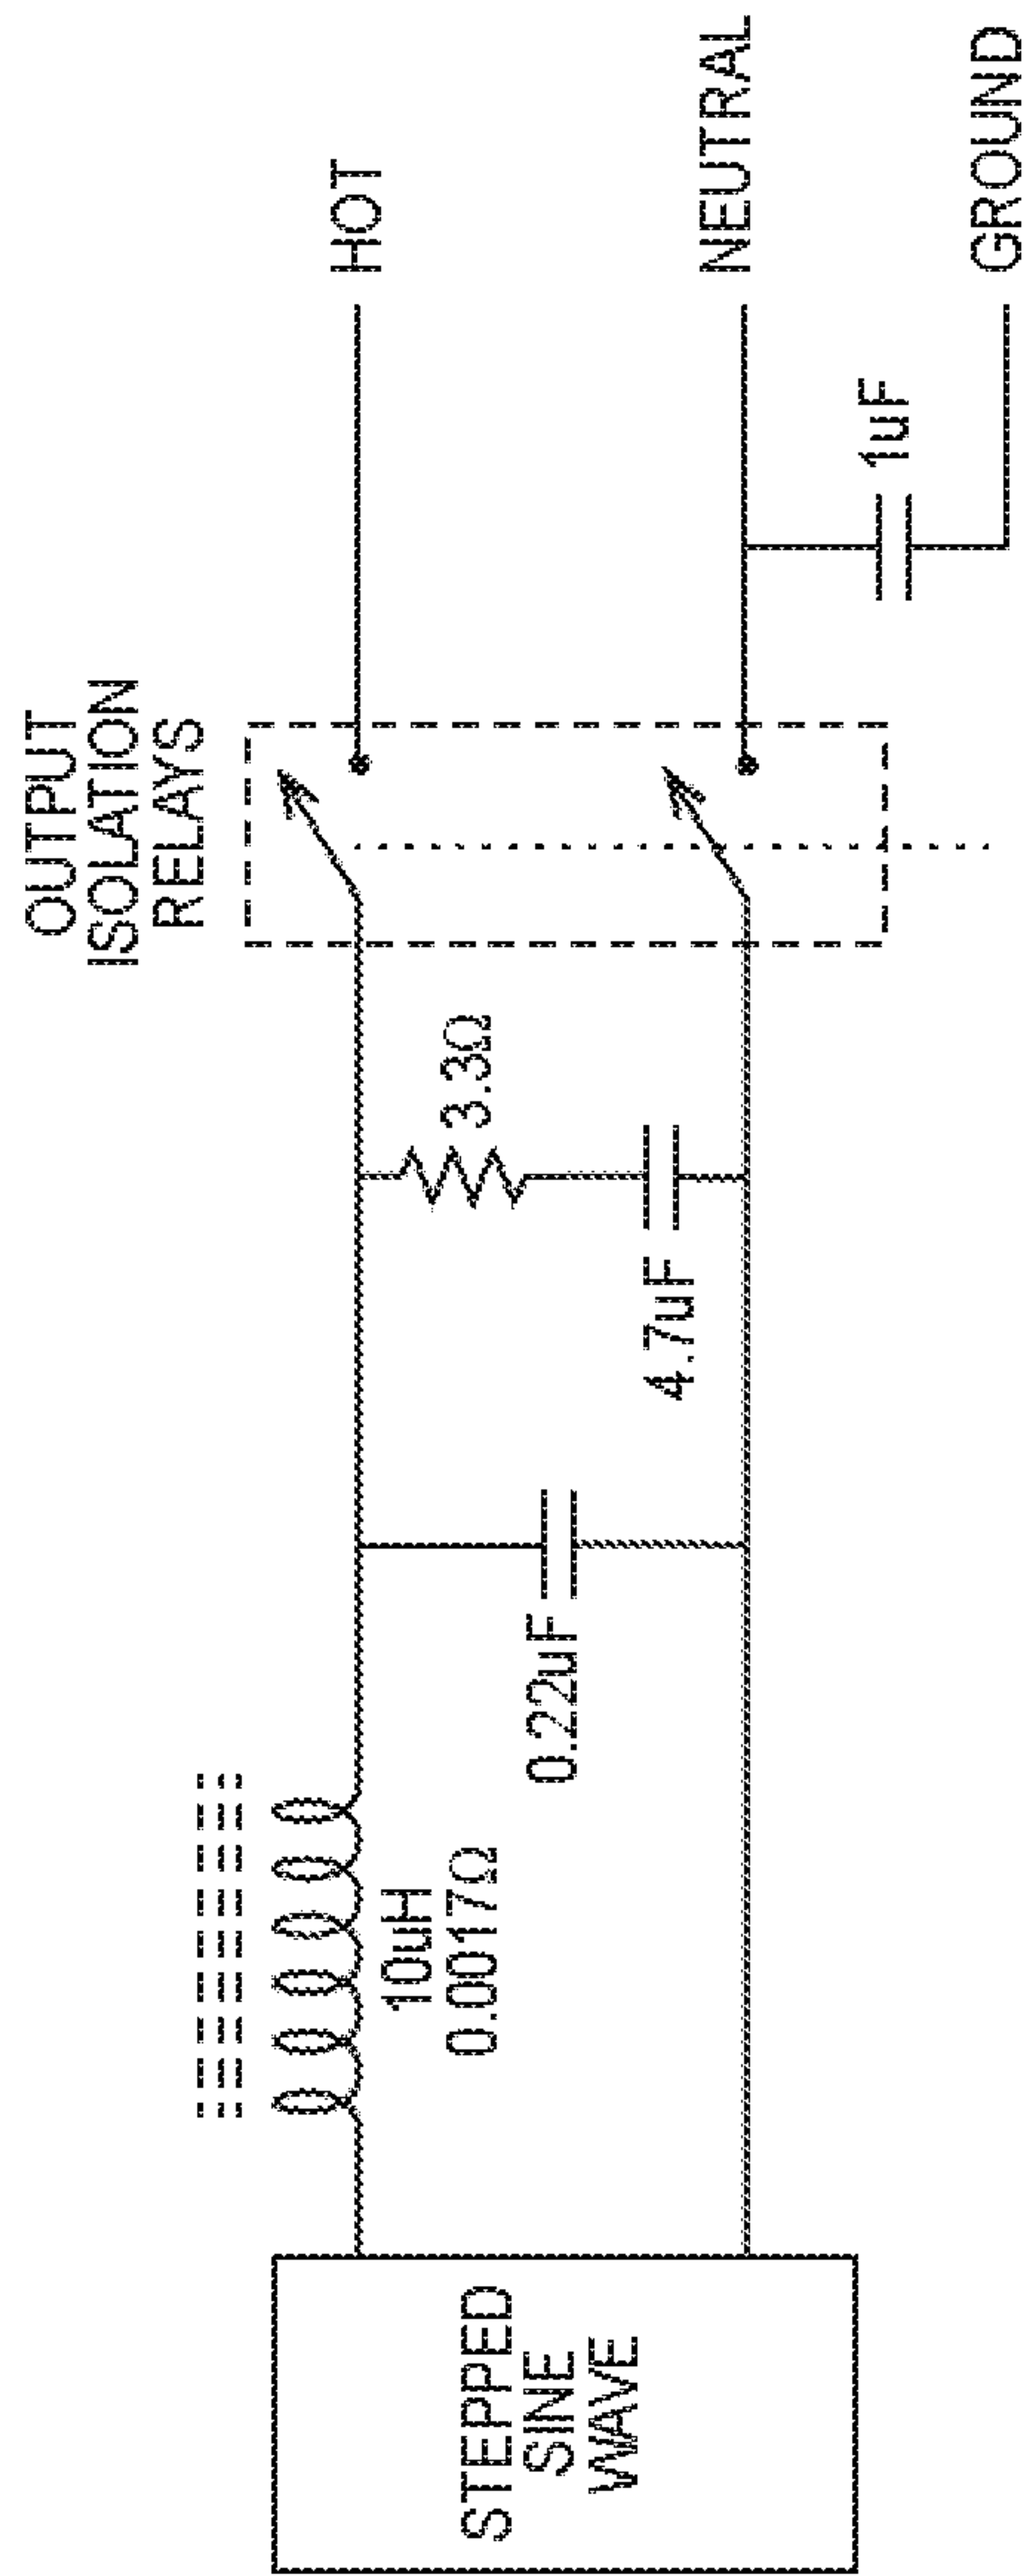 OUTPUT
ISOLATION
RELAYS
HOT
NEUTRAL
GROUND
10uH
0.0017Ω
0.22uF
4.7uF
3.3Ω
1uF
STEPPED
SINE
WAVE